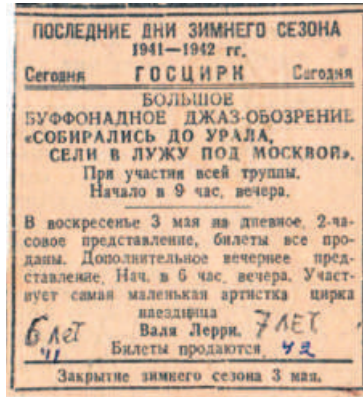 ПОСЛЕДНИЕ ДНИ ЗИМНЕГО СЕЗОНА
1941—1942 гг.
Сегодня ГОСЦИРК Сегодня
БОЛЬШОЕ
БУФФОНАДНОЕ ДЖАЗ-ОБОЗРЕНИЕ
«СОБИРАЛИСЬ ДО УРАЛА,
СЕЛИ В ЛУЖУ ПОД МОСКВОЙ».
При участии всей труппы.
Начало в 9 час. вечера.
В воскресенье 3 мая на дневное, 2-ча-
совое представление, билеты все про-
даны. Дополнительное вечернее пред-
ставление. Нач. в 6 час. вечера. Участ-
вует самая маленькая артистка цирка
наездница
6 лет Валя Лерри. 7 ЛЕТ
Билеты продаются. 42
Закрытие зимнего сезона 3 мая.